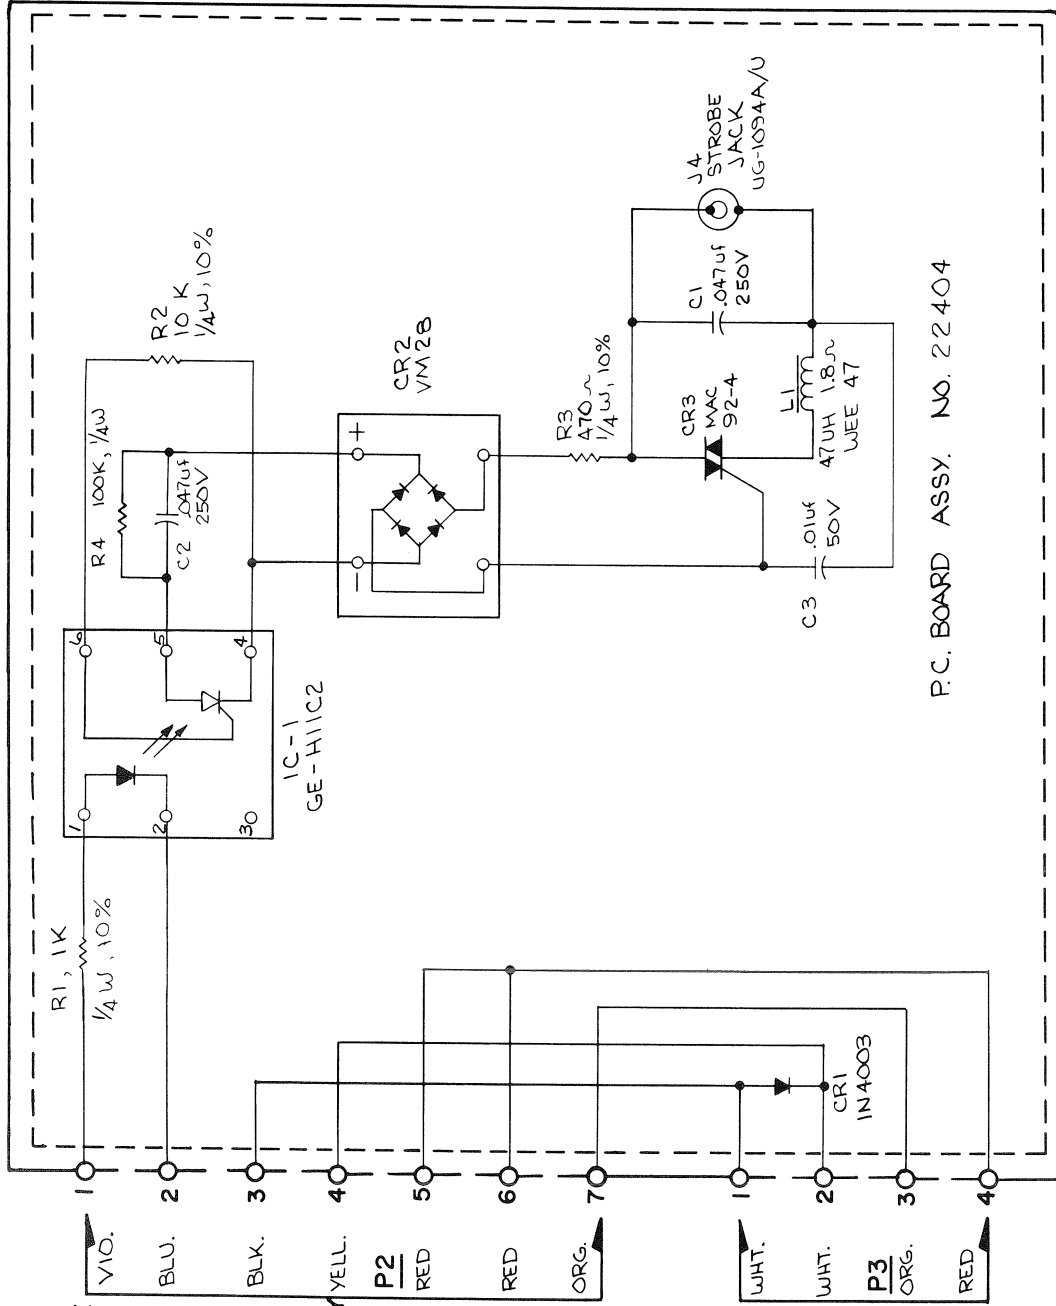 R1, 1K
1/4 W, 10%
1
2
3
6
5
4
IC-1
GE-H11C2
R4 100K, 1/4W
C2 .047uf
250V
R2
10 K
1/4W, 10%
CR2
VM28
+
−
R3
470Ω
1/4W, 10%
CR3
MAC
92-4
C3 .01uf
50V
L1
47UH 1.8Ω
WEE 47
C1
.047uf
250V
J4
STROBE
JACK
UG-1094A/U
CR1
1N4003
P.C. BOARD ASSY. NO. 22404
P2
VIO. 1
BLU. 2
BLK. 3
YELL. 4
RED 5
RED 6
ORG. 7
P3
WHT. 1
WHT. 2
ORG. 3
RED 4